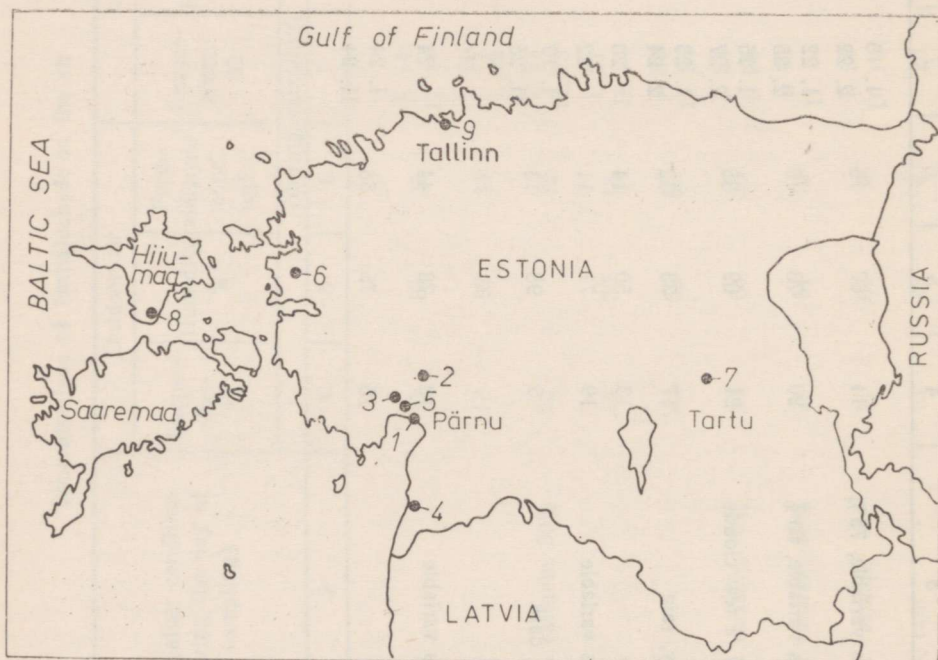 Gulf of Finland
9
Tallinn
BALTIC SEA
Hiiu-
maa
6
ESTONIA
8
RUSSIA
2
7
3
5
Saaremaa
Pärnu
Tartu
1
4
LATVIA